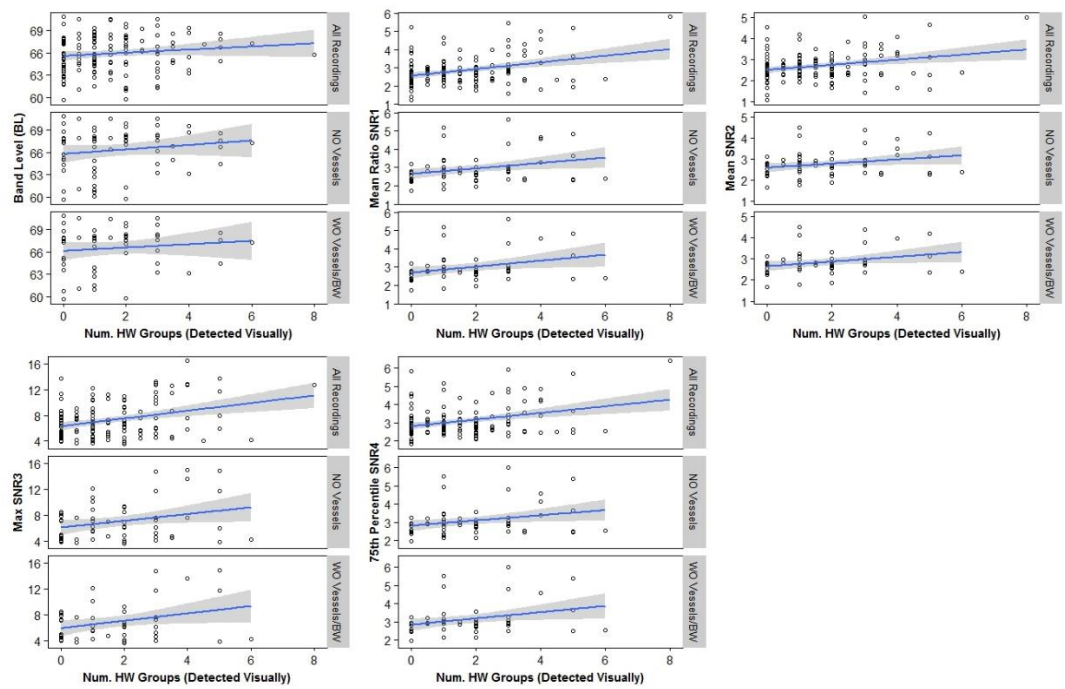 Band Level (BL)
69
66
63
60
All Recordings
69
66
63
60
NO Vessels
69
66
63
60
WO Vessels/BW
0 2 4 6 8
Num. HW Groups (Detected Visually)
Mean Ratio SNR1
6
5
4
3
2
1
All Recordings
6
5
4
3
2
1
NO Vessels
6
5
4
3
2
1
WO Vessels/BW
0 2 4 6 8
Num. HW Groups (Detected Visually)
Mean SNR2
5
4
3
2
1
All Recordings
5
4
3
2
1
NO Vessels
5
4
3
2
1
WO Vessels/BW
0 2 4 6 8
Num. HW Groups (Detected Visually)
Max SNR3
16
12
8
4
All Recordings
16
12
8
4
NO Vessels
16
12
8
4
WO Vessels/BW
0 2 4 6 8
Num. HW Groups (Detected Visually)
75th Percentile SNR4
6
5
4
3
2
All Recordings
6
5
4
3
2
NO Vessels
6
5
4
3
2
WO Vessels/BW
0 2 4 6 8
Num. HW Groups (Detected Visually)